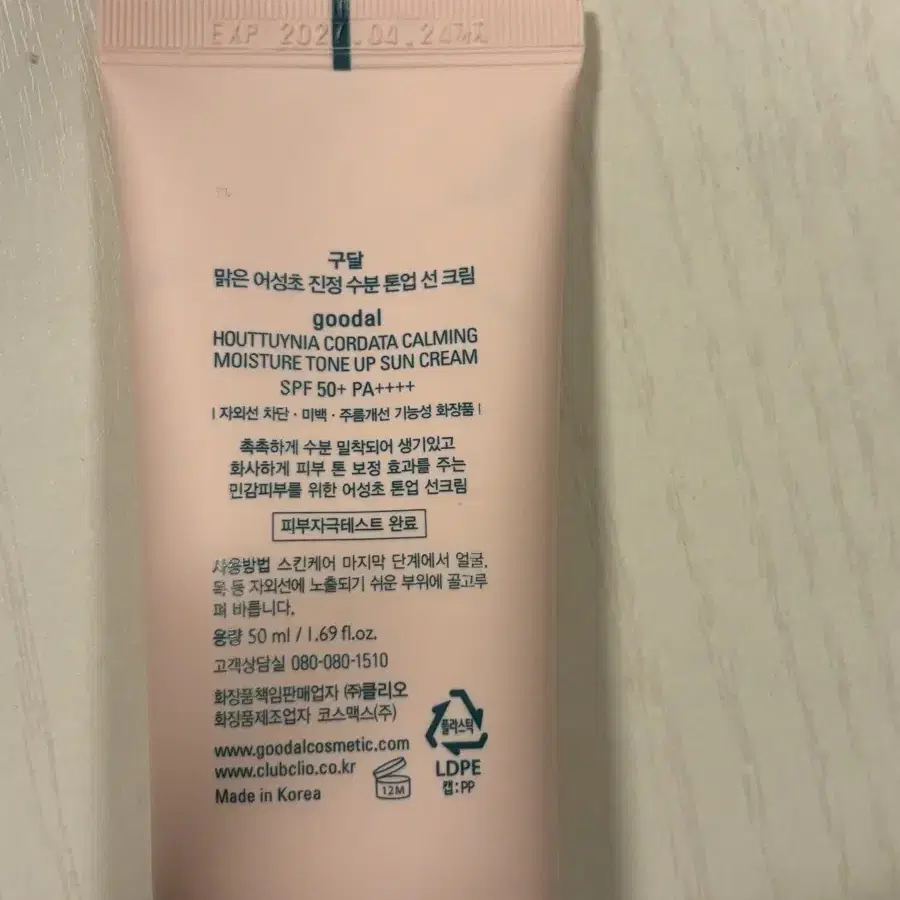 EXP 2027.04.24까지
구달
맑은 어성초 진정 수분 톤업 선 크림
goodal
HOUTTUYNIA CORDATA CALMING
MOISTURE TONE UP SUN CREAM
SPF 50+ PA++++
| 자외선 차단 · 미백 · 주름개선 기능성 화장품 |
촉촉하게 수분 밀착되어 생기있고
화사하게 피부 톤 보정 효과를 주는
민감피부를 위한 어성초 톤업 선크림
피부자극테스트 완료
사용방법 스킨케어 마지막 단계에서 얼굴,
목 등 자외선에 노출되기 쉬운 부위에 골고루
펴 바릅니다.
용량 50 ml / 1.69 fl.oz.
고객상담실 080-080-1510
화장품책임판매업자 ㈜클리오
화장품제조업자 코스맥스(주)
www.goodalcosmetic.com
www.clubclio.co.kr
Made in Korea
12M
플라스틱
LDPE
캡:PP